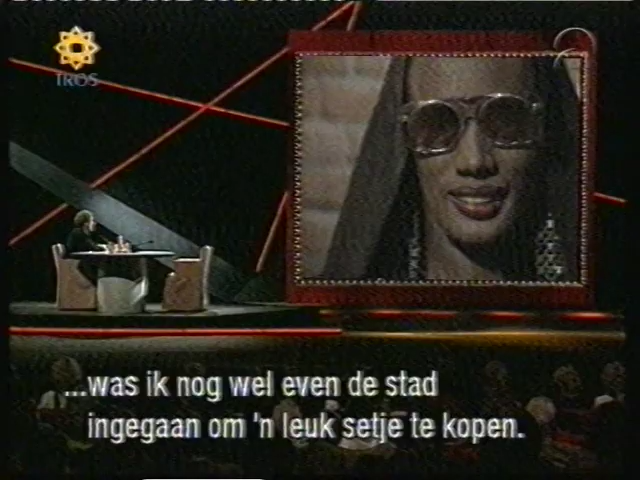 TROS
...was ik nog wel even de stad
ingegaan om 'n leuk setje te kopen.